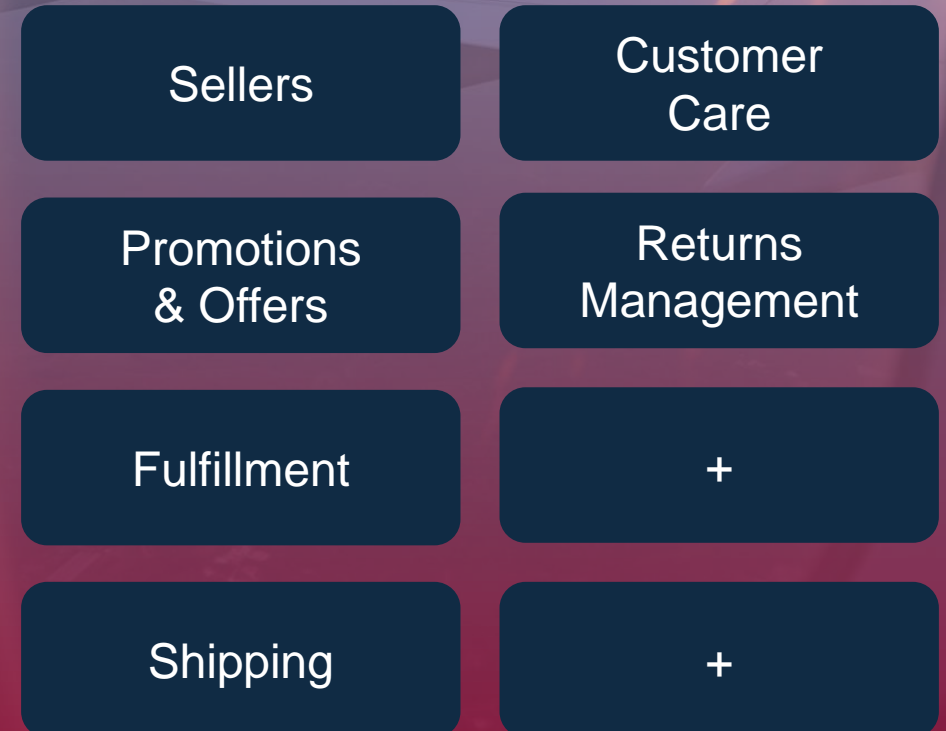 Sellers
Customer
Care
Promotions
& Offers
Returns
Management
Fulfillment
+
Shipping
+